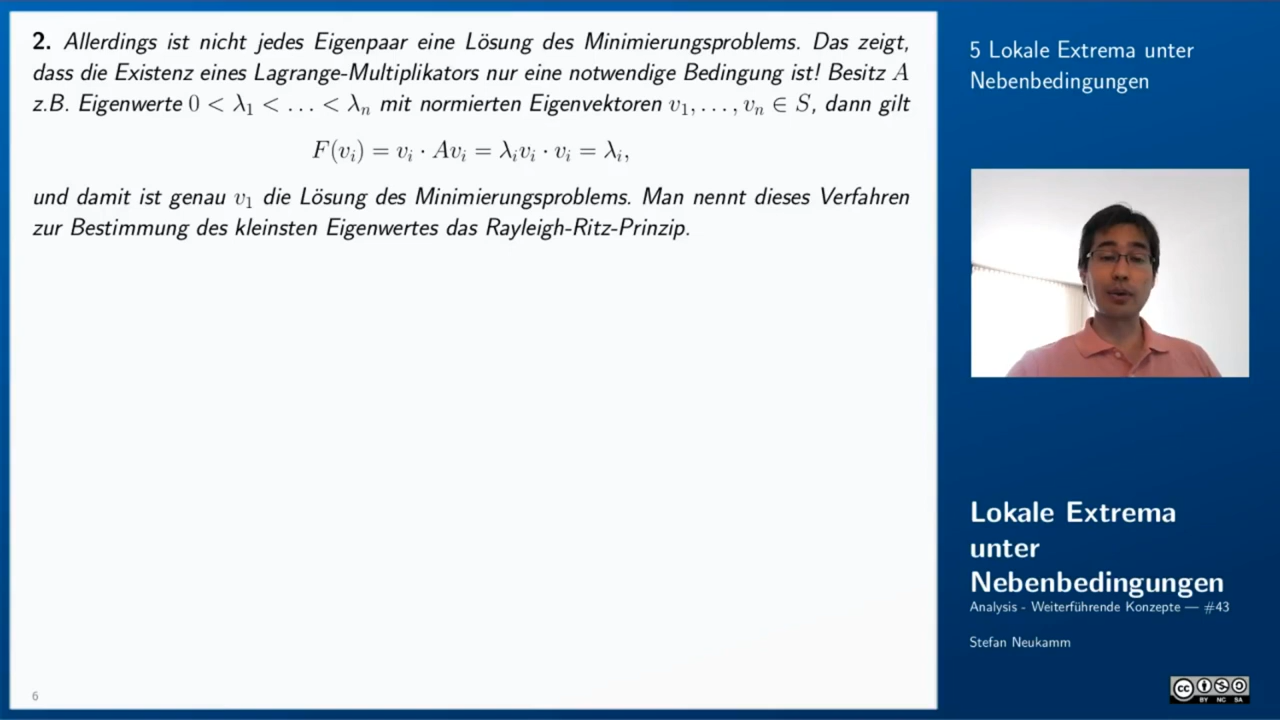 2. Allerdings ist nicht jedes Eigenpaar eine Lösung des Minimierungsproblems. Das zeigt,
dass die Existenz eines Lagrange-Multiplikators nur eine notwendige Bedingung ist! Besitz A
z.B. Eigenwerte 0 < λ₁ < … < λₙ mit normierten Eigenvektoren v₁, …, vₙ ∈ S, dann gilt
F(vᵢ) = vᵢ · Avᵢ = λᵢvᵢ · vᵢ = λᵢ,
und damit ist genau v₁ die Lösung des Minimierungsproblems. Man nennt dieses Verfahren
zur Bestimmung des kleinsten Eigenwertes das Rayleigh-Ritz-Prinzip.
6
5 Lokale Extrema unter
Nebenbedingungen
Lokale Extrema
unter
Nebenbedingungen
Analysis - Weiterführende Konzepte — #43
Stefan Neukamm
cc
BY NC SA